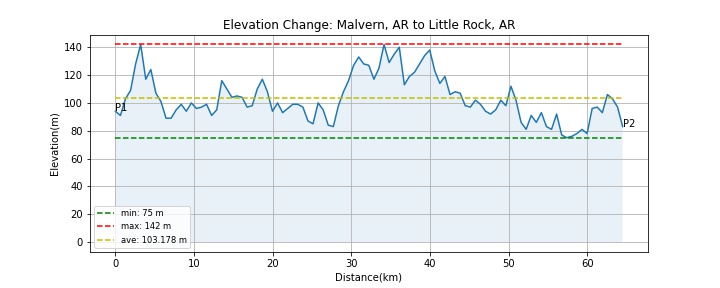 Elevation Change: Malvern, AR to Little Rock, AR
Elevation(m)
140
120
100
80
60
40
20
0
P1
P2
min: 75 m
max: 142 m
ave: 103.178 m
0 10 20 30 40 50 60
Distance(km)